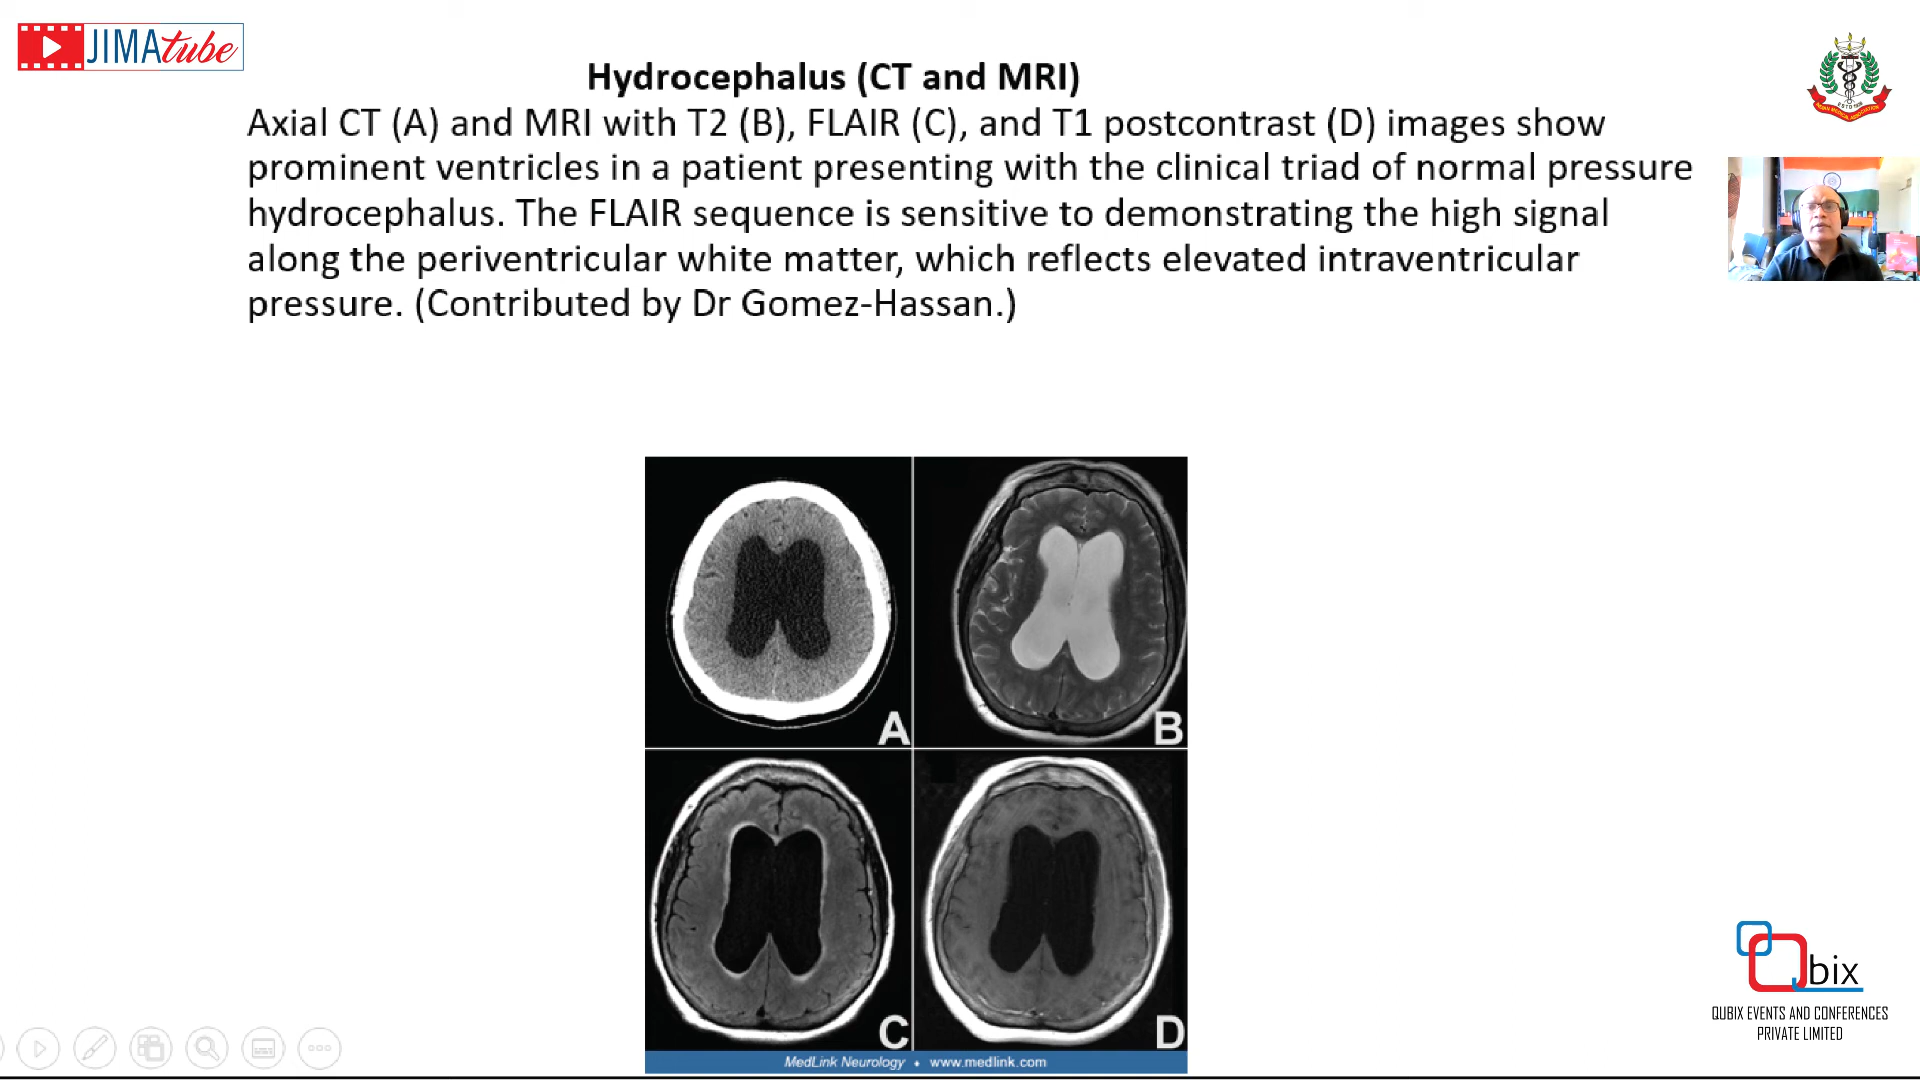 JIMAtube
Hydrocephalus (CT and MRI)
Axial CT (A) and MRI with T2 (B), FLAIR (C), and T1 postcontrast (D) images show
prominent ventricles in a patient presenting with the clinical triad of normal pressure
hydrocephalus. The FLAIR sequence is sensitive to demonstrating the high signal
along the periventricular white matter, which reflects elevated intraventricular
pressure. (Contributed by Dr Gomez-Hassan.)
A
B
C
D
MedLink Neurology • www.medlink.com
Qbix
QUBIX EVENTS AND CONFERENCES
PRIVATE LIMITED